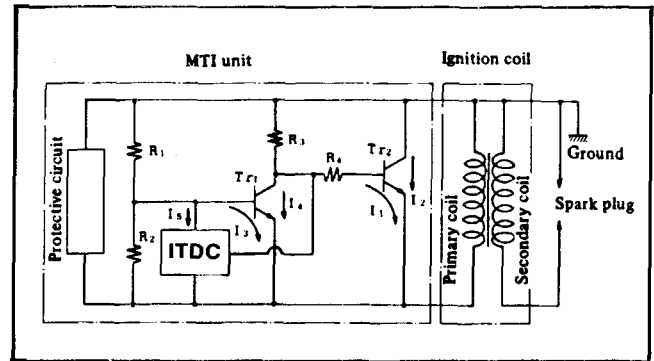 MTI unit
Ignition coil
Protective circuit
R1
R2
R3
R4
Tr1
Tr2
I5
I3
I4
I1
I2
ITDC
Primary coil
Secondary coil
Ground
Spark plug